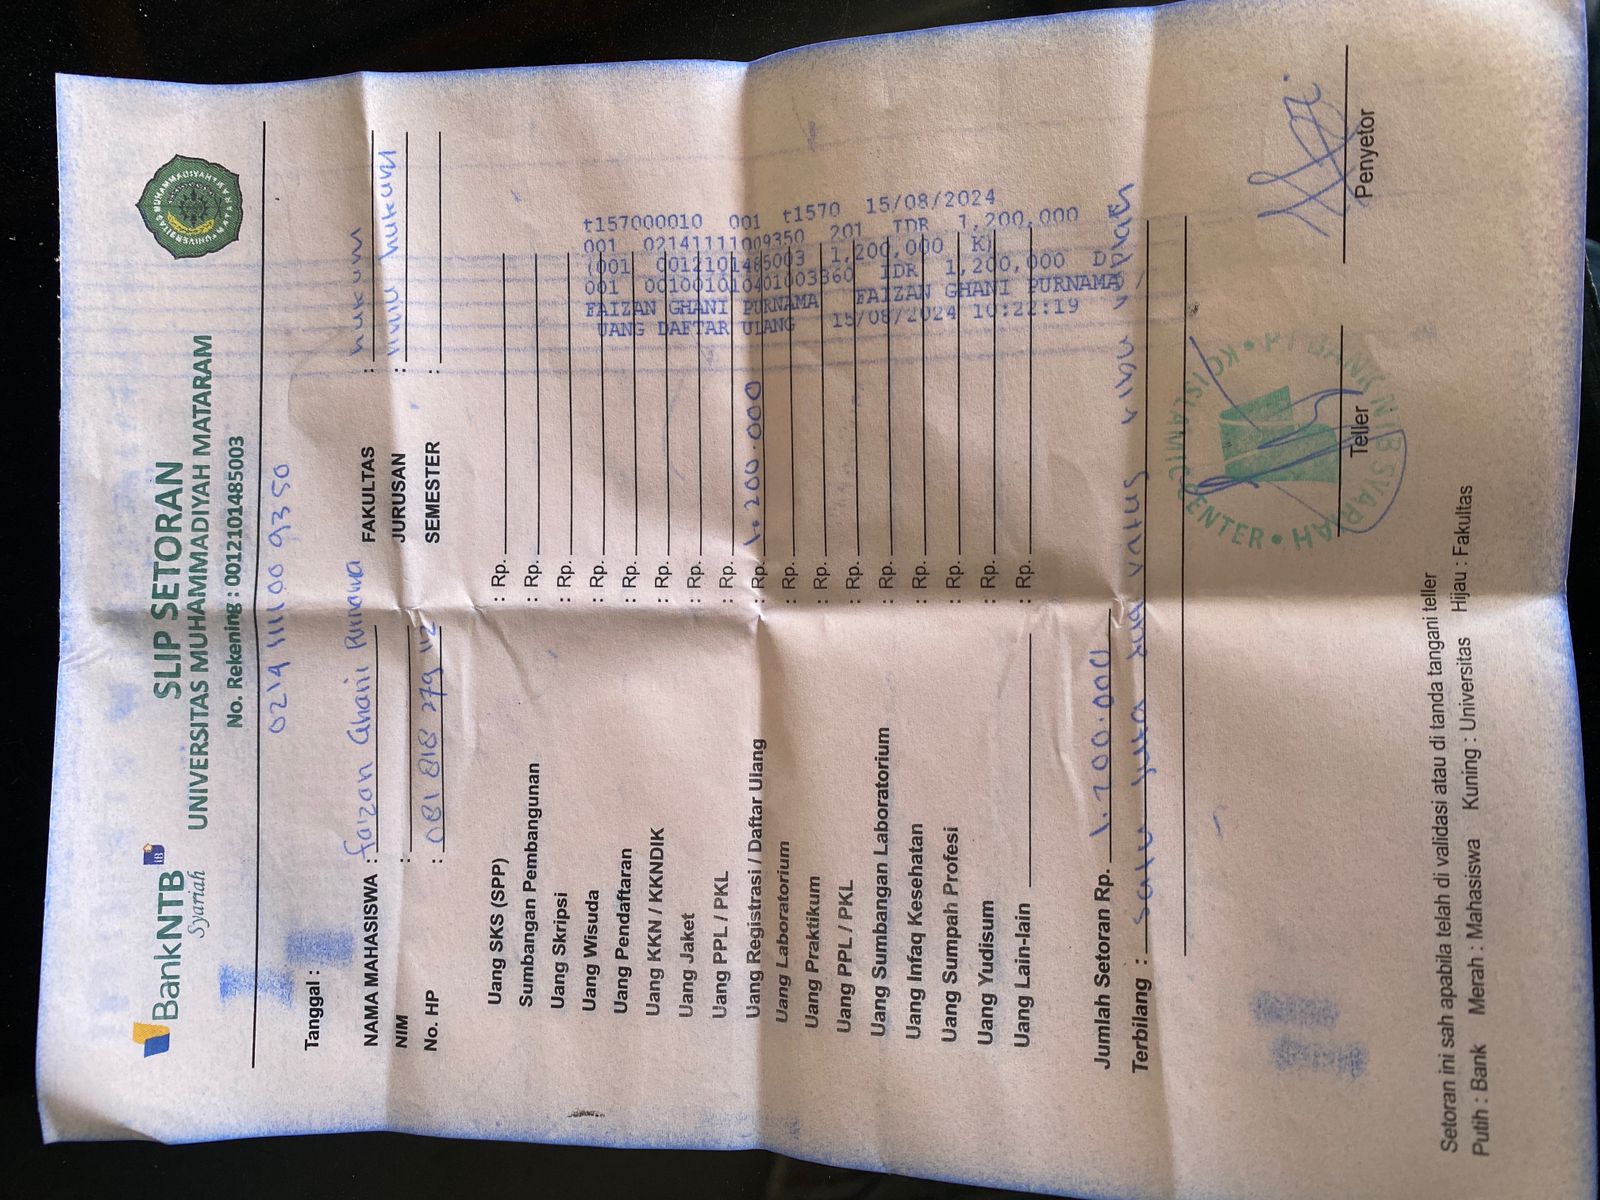 BankNTB
Syariah
SLIP SETORAN
UNIVERSITAS MUHAMMADIYAH MATARAM
No. Rekening : 0012101485003
0214 1111 00 9350
Tanggal :
NAMA MAHASISWA : Faizan Ghani Purnama FAKULTAS : hukum
NIM : JURUSAN : ilmu hukum
No. HP : 081 818 279 112 SEMESTER :
t157000010 001 t1570 15/08/2024
001 02141111009350 201 IDR 1,200,000
(001 0012101485003 1,200,000 K)
001 001001010401003360 IDR 1,200,000 D
FAIZAN GHANI PURNAMA FAIZAN GHANI PURNAMA /
UANG DAFTAR ULANG 15/08/2024 10:22:19
Uang SKS (SPP) : Rp.
Sumbangan Pembangunan : Rp.
Uang Skripsi : Rp.
Uang Wisuda : Rp.
Uang Pendaftaran : Rp.
Uang KKN / KKNDIK : Rp.
Uang Jaket : Rp.
Uang PPL / PKL : Rp.
Uang Registrasi / Daftar Ulang : Rp. 1.200.000
Uang Laboratorium : Rp.
Uang Praktikum : Rp.
Uang PPL / PKL : Rp.
Uang Sumbangan Laboratorium : Rp.
Uang Infaq Kesehatan : Rp.
Uang Sumpah Profesi : Rp.
Uang Yudisum : Rp.
Uang Lain-lain : Rp.
Jumlah Setoran Rp. 1.200.000
Terbilang : satu juta dua ratus ribu rupiah
PT BANK NTB SYARIAH
KC ISLAMIC CENTER
Teller Penyetor
Setoran ini sah apabila telah di validasi atau di tanda tangani teller
Putih : Bank Merah : Mahasiswa Kuning : Universitas Hijau : Fakultas